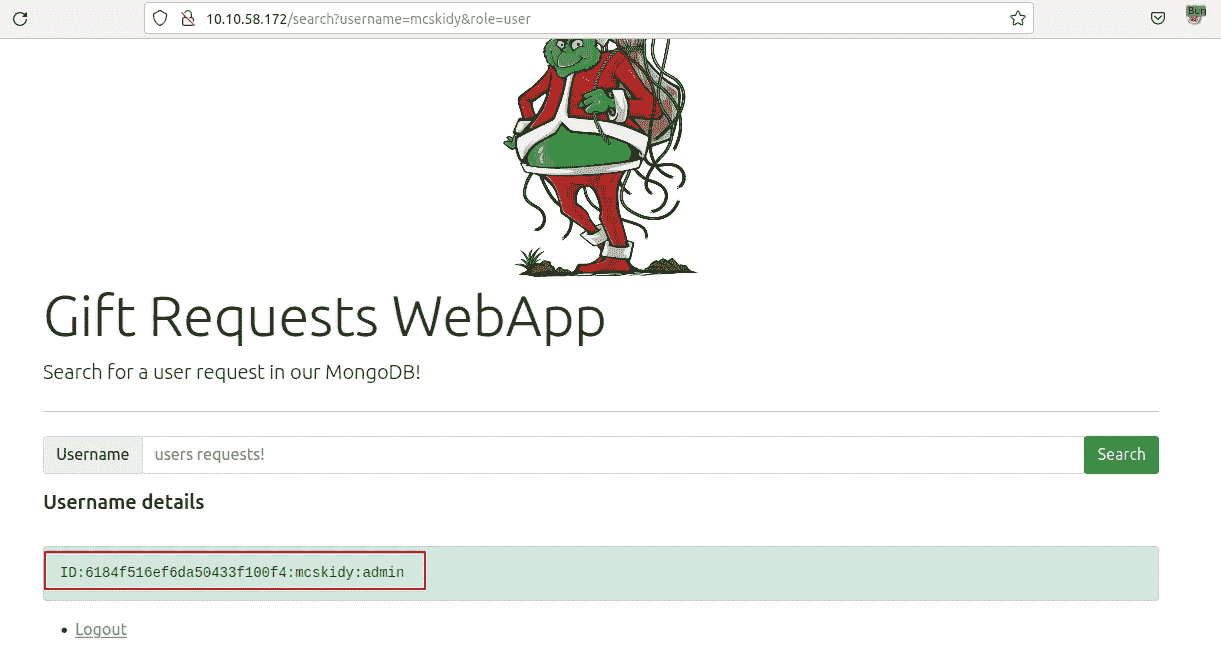 10.10.58.172/search?username=mcskidy&role=user
Bun
Gift Requests WebApp
Search for a user request in our MongoDB!
Username users requests! Search
Username details
ID:6184f516ef6da50433f100f4:mcskidy:admin
• Logout